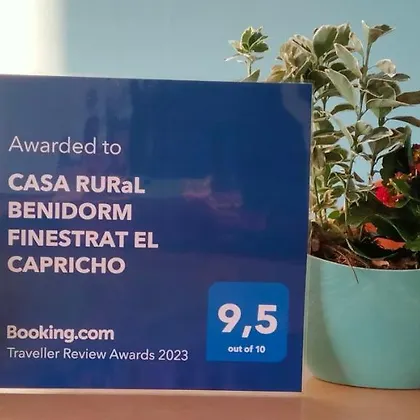 Awarded to
CASA RURaL
BENIDORM
FINESTRAT EL
CAPRICHO
9,5
out of 10
Booking.com
Traveller Review Awards 2023